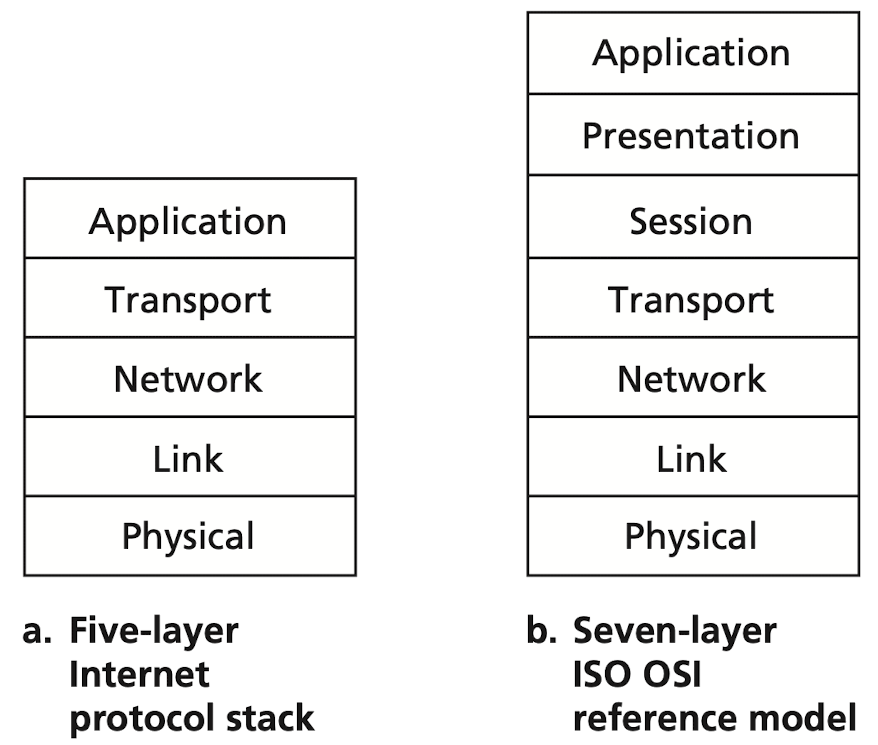 Application
Transport
Network
Link
Physical
a. Five-layer
Internet
protocol stack
Application
Presentation
Session
Transport
Network
Link
Physical
b. Seven-layer
ISO OSI
reference model